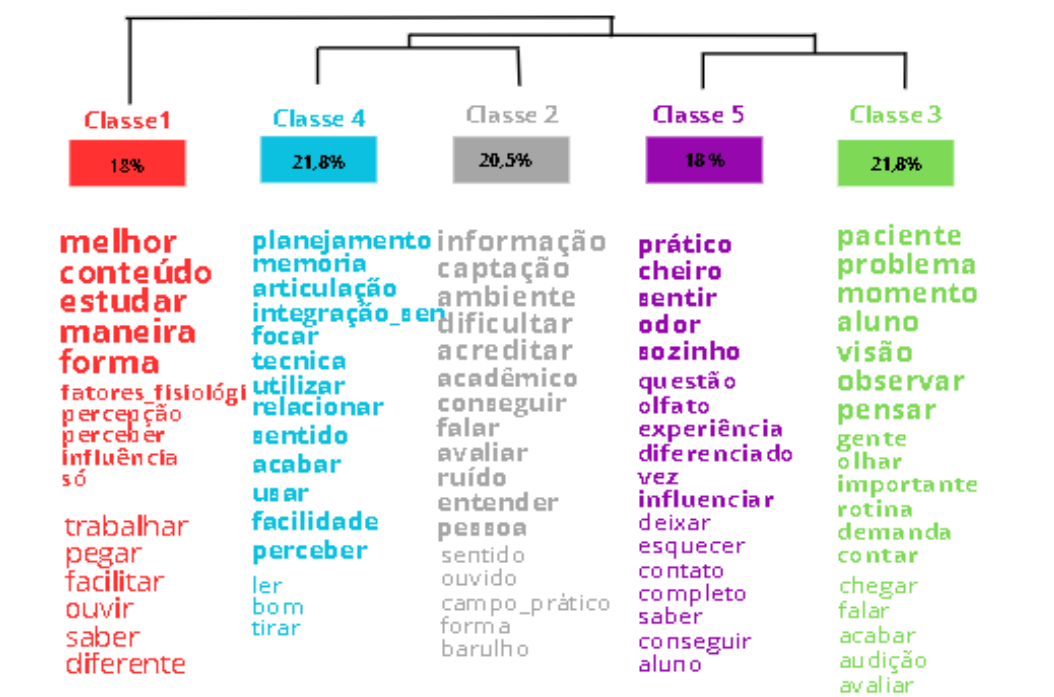 Classe1
18%
melhor
conteúdo
estudar
maneira
forma
fatores_fisiológi
percepção
perceber
influência
só
trabalhar
pegar
facilitar
ouvir
saber
diferente
Classe 4
21,8%
planejamento
memória
articulação
integração_sen
focar
tecnica
utilizar
relacionar
sentido
acabar
usar
facilidade
perceber
ler
bom
tirar
Classe 2
20,5%
informação
captação
ambiente
dificultar
acreditar
acadêmico
conseguir
falar
avaliar
ruído
entender
pessoa
sentido
ouvido
campo_prático
forma
barulho
Classe 5
18 %
prático
cheiro
sentir
odor
sozinho
questão
olfato
experiência
diferenciado
vez
influenciar
deixar
esquecer
contato
completo
saber
conseguir
aluno
Classe 3
21,8%
paciente
problema
momento
aluno
visão
observar
pensar
gente
olhar
importante
rotina
demanda
contar
chegar
falar
acabar
audição
avaliar